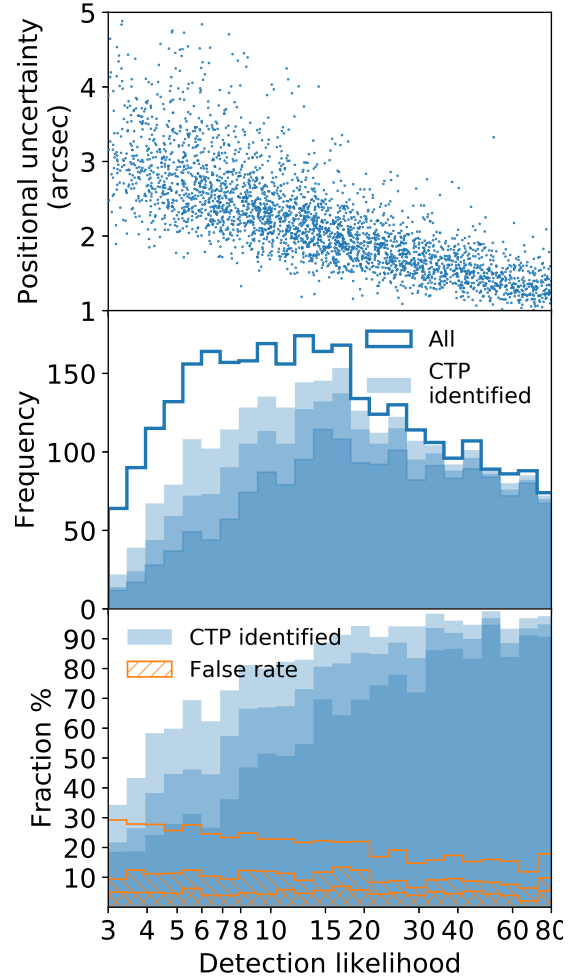 Positional uncertainty
(arcsec)
5
4
3
2
1
All
CTP
identified
Frequency
150
100
50
0
CTP identified
False rate
Fraction %
90
80
70
60
50
40
30
20
10
3 4 5 6 7 8 10 15 20 30 40 60 80
Detection likelihood